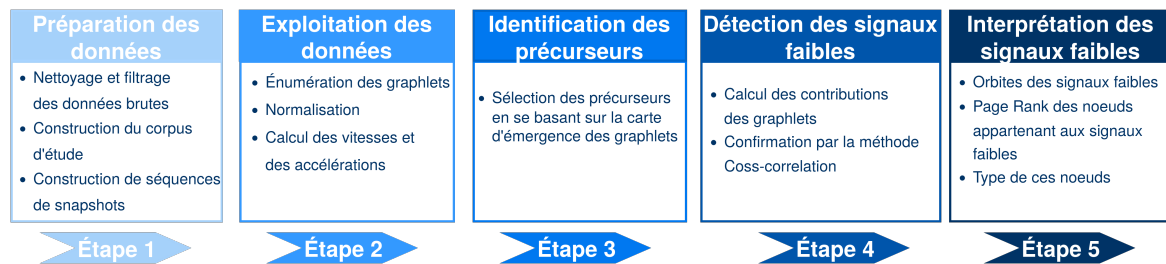 Préparation des
données
• Nettoyage et filtrage
des données brutes
• Construction du corpus
d'étude
• Construction de séquences
de snapshots
Étape 1
Exploitation des
données
• Énumération des graphlets
• Normalisation
• Calcul des vitesses et
des accélérations
Étape 2
Identification des
précurseurs
• Sélection des précurseurs
en se basant sur la carte
d'émergence des graphlets
Étape 3
Détection des signaux
faibles
• Calcul des contributions
des graphlets
• Confirmation par la méthode
Coss-correlation
Étape 4
Interprétation des
signaux faibles
• Orbites des signaux faibles
• Page Rank des noeuds
appartenant aux signaux
faibles
• Type de ces noeuds
Étape 5